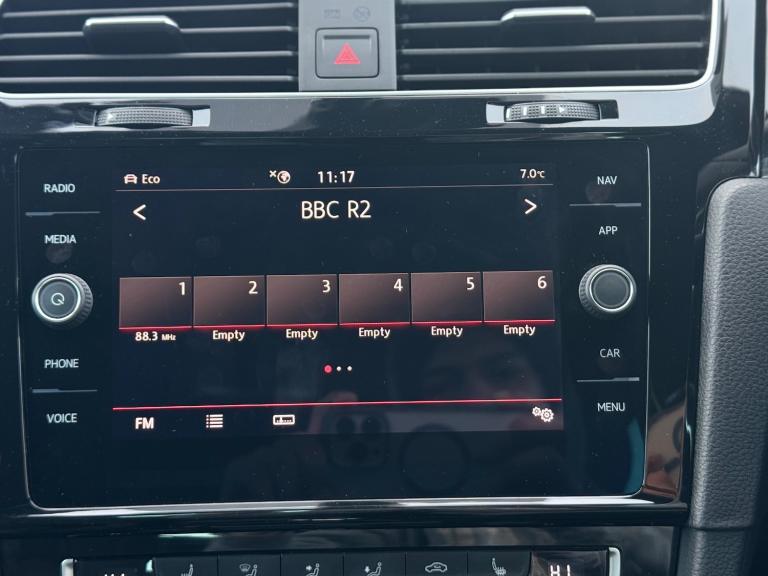 RADIO
MEDIA
PHONE
VOICE
Eco
11:17
7.0°C
< BBC R2 >
1 2 3 4 5 6
88.3 MHz Empty Empty Empty Empty Empty
FM
NAV
APP
CAR
MENU
HI